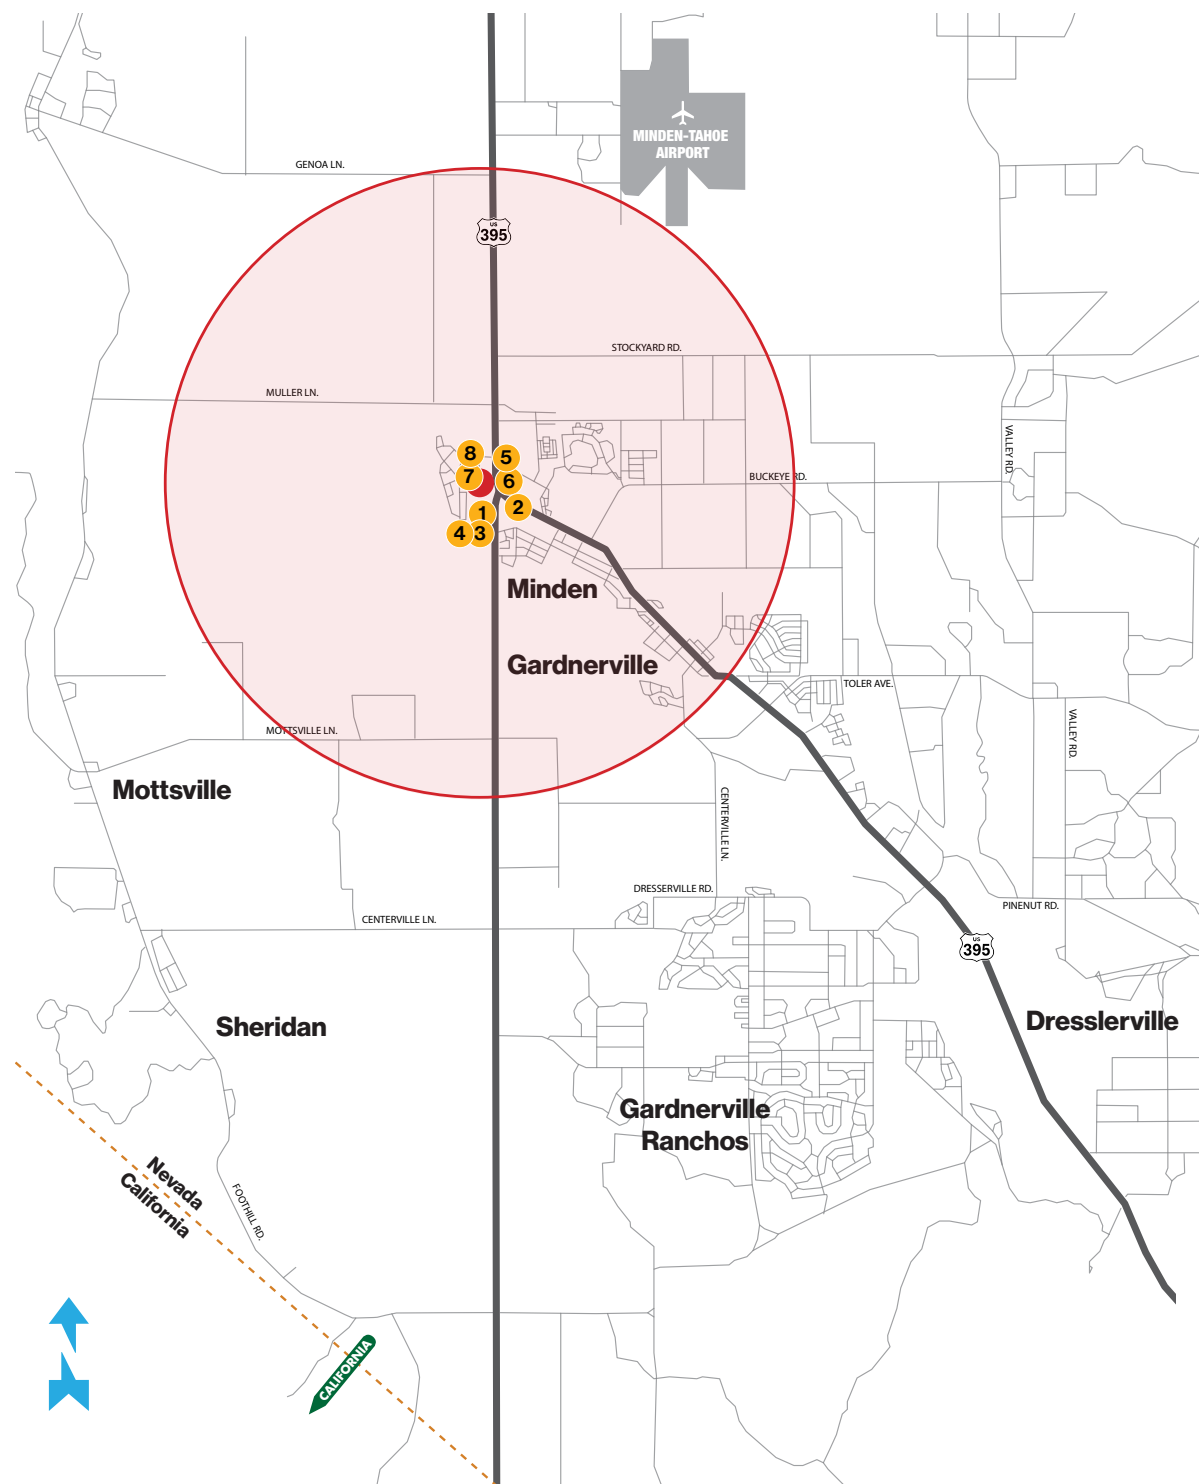 MINDEN-TAHOE
AIRPORT
GENOA LN.
US
395
STOCKYARD RD.
MULLER LN.
VALLEY RD.
8
5
7
6
BUCKEYE RD.
1
2
4
3
Minden
Gardnerville
TOLER AVE.
VALLEY RD.
MOTTSVILLE LN.
Mottsville
CENTERVILLE LN.
DRESSERVILLE RD.
PINENUT RD.
CENTERVILLE LN.
US
395
Sheridan
Dresslerville
Gardnerville
Ranchos
Nevada
California
FOOTHILL RD.
CALIFORNIA
N